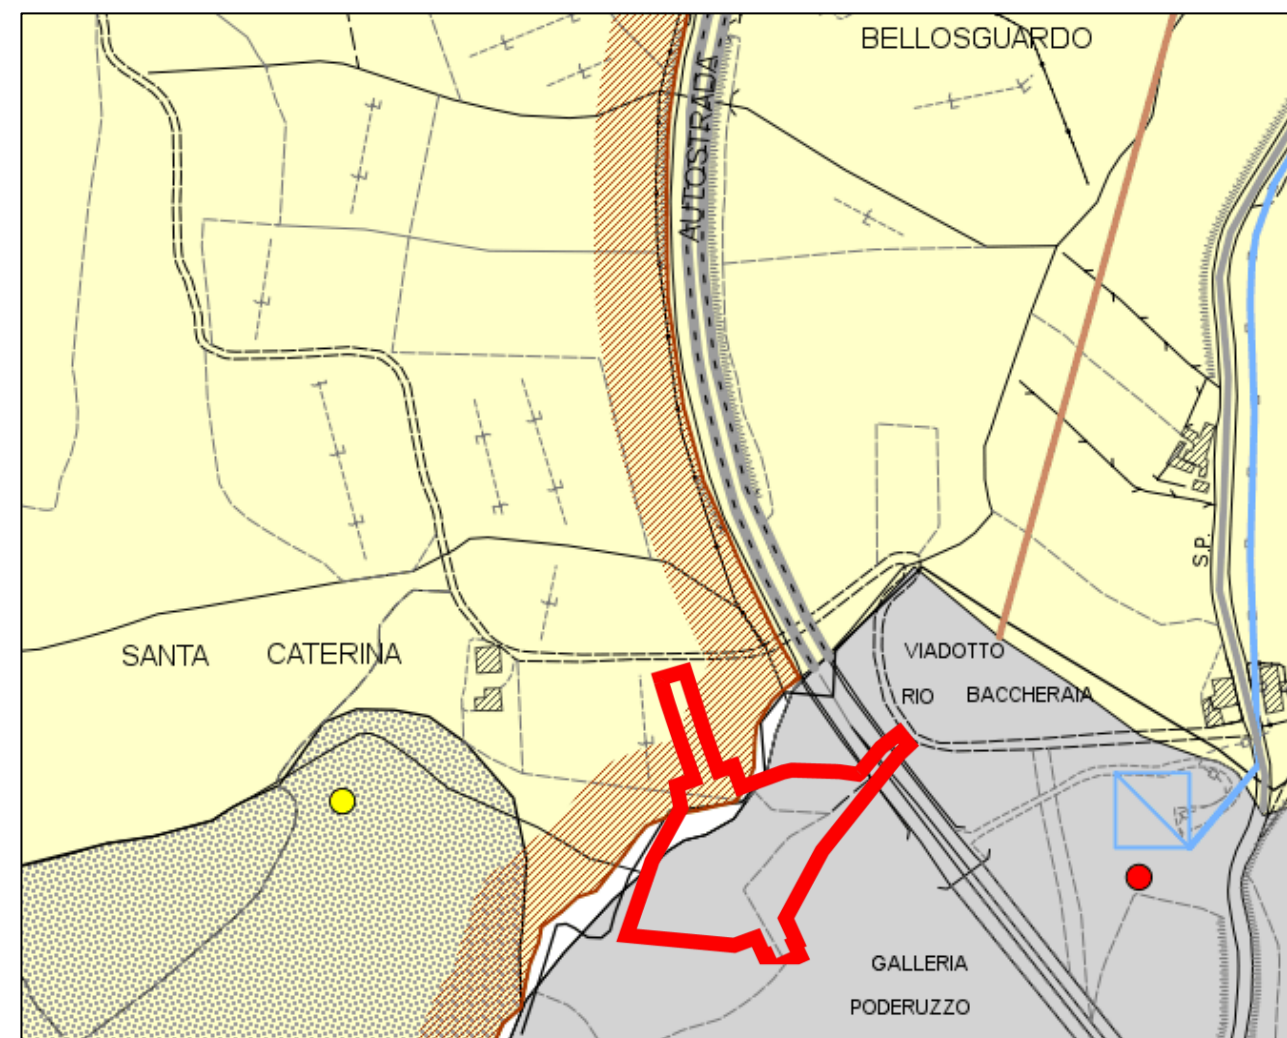 BELLOSGUARDO
AUTOSTRADA
S.P.
SANTA CATERINA
VIADOTTO
RIO BACCHERAIA
GALLERIA
PODERUZZO